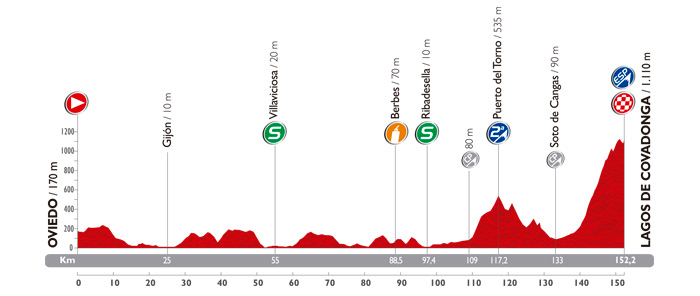 OVIEDO / 170 m
Gijón / 10 m
Villaviciosa / 20 m
S
Berbes / 70 m
Ribadesella / 10 m
S
80 m
Puerto del Torno / 535 m
2ª
Soto de Cangas / 90 m
LAGOS DE COVADONGA / 1.110 m
ESP
1200
1000
800
600
400
200
0
Km 25 55 88,5 97,4 109 117,2 133 152,2
0 10 20 30 40 50 60 70 80 90 100 110 120 130 140 150